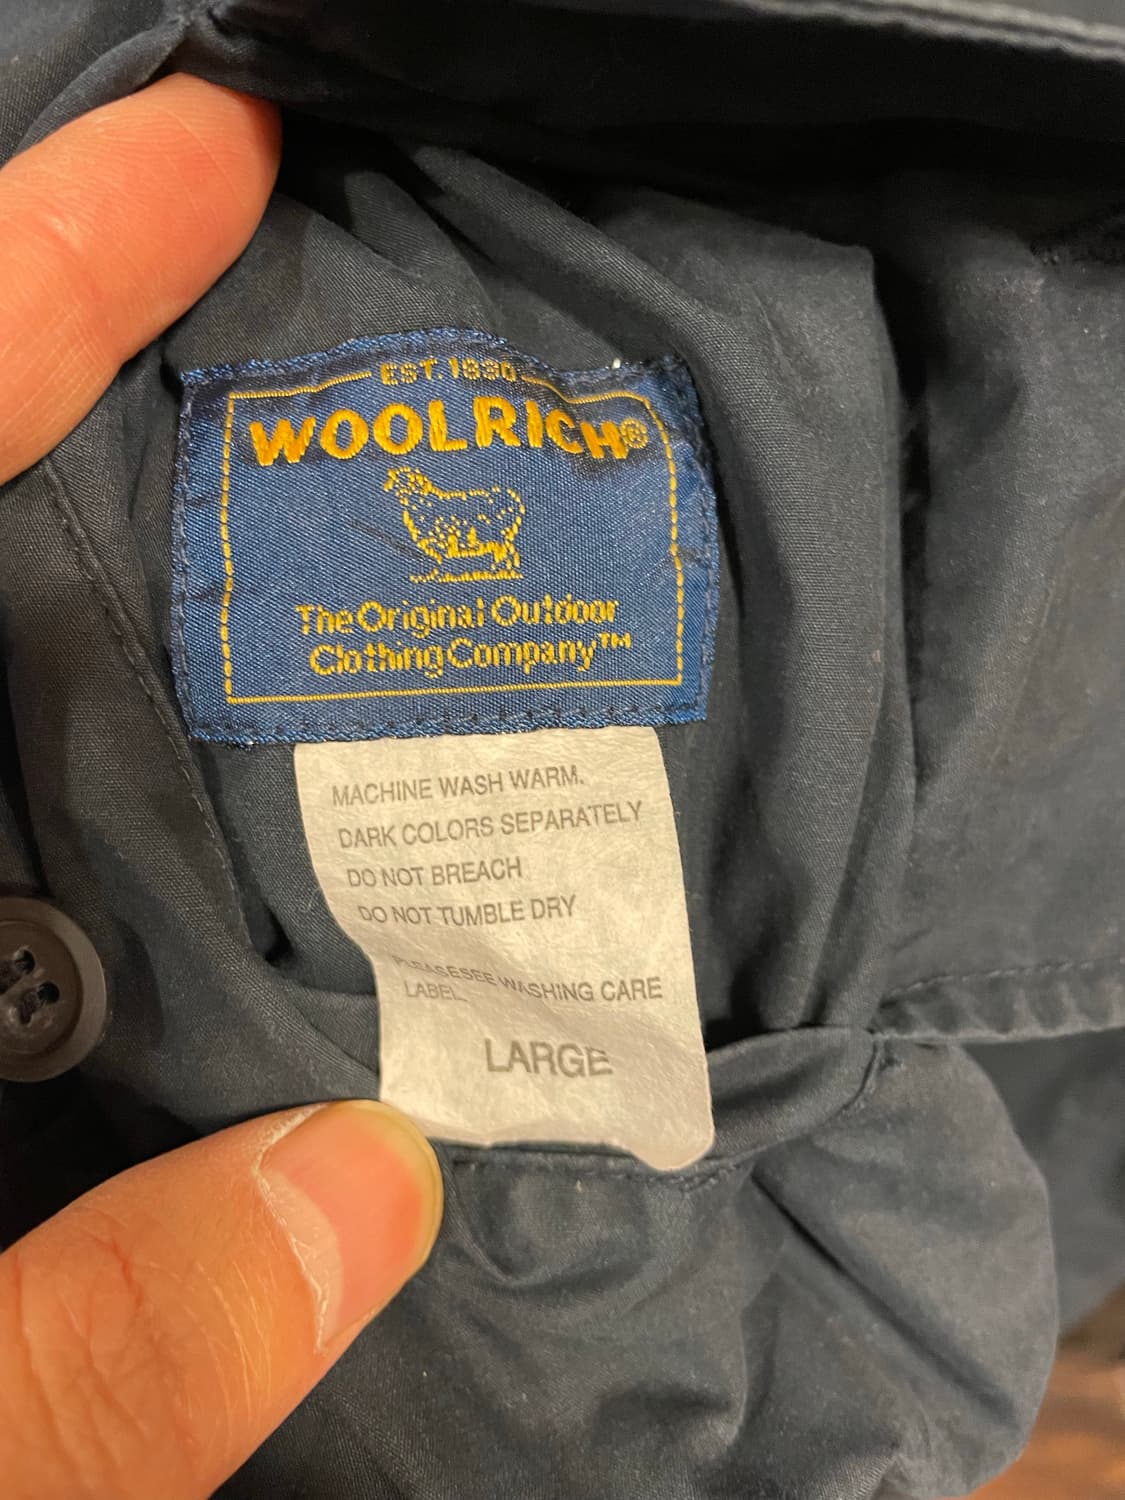 EST. 1830
WOOLRICH®
The Original Outdoor
Clothing Company™
MACHINE WASH WARM.
DARK COLORS SEPARATELY
DO NOT BREACH
DO NOT TUMBLE DRY
PLEASESEE WASHING CARE
LABEL.
LARGE